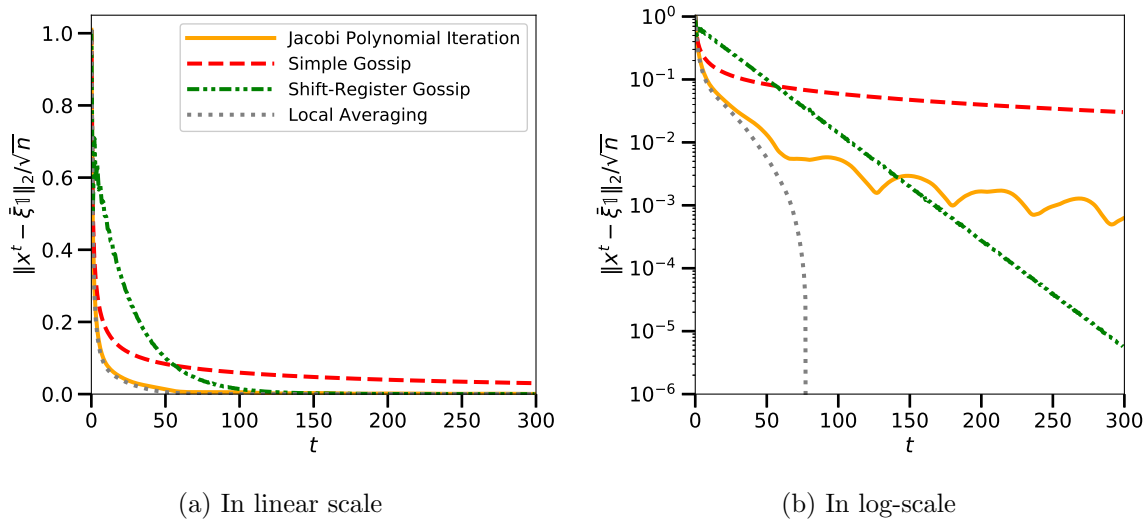 1.0
0.8
0.6
0.4
0.2
0.0
‖x^t − ξ̄𝟙‖₂/√n
0 50 100 150 200 250 300
t
Jacobi Polynomial Iteration
Simple Gossip
Shift-Register Gossip
Local Averaging
(a) In linear scale
10^0
10^−1
10^−2
10^−3
10^−4
10^−5
10^−6
‖x^t − ξ̄𝟙‖₂/√n
0 50 100 150 200 250 300
t
(b) In log-scale